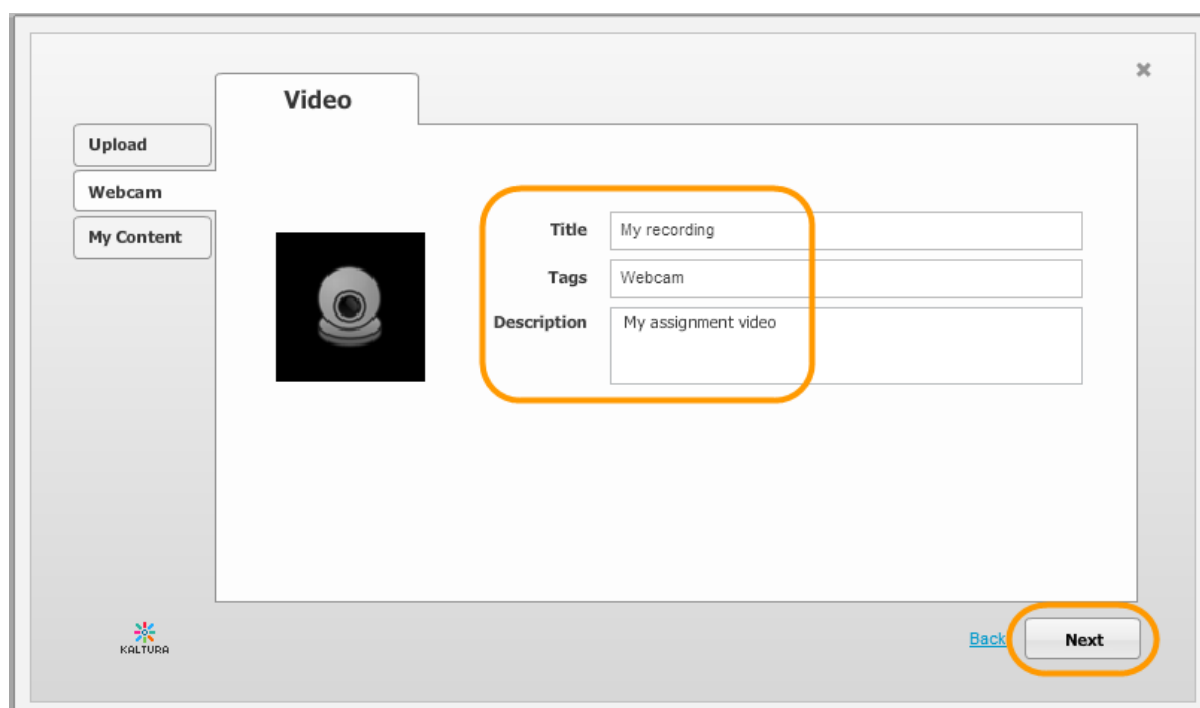 Video
Upload
Webcam
My Content
Title My recording
Tags Webcam
Description My assignment video
KALTURA
Back Next